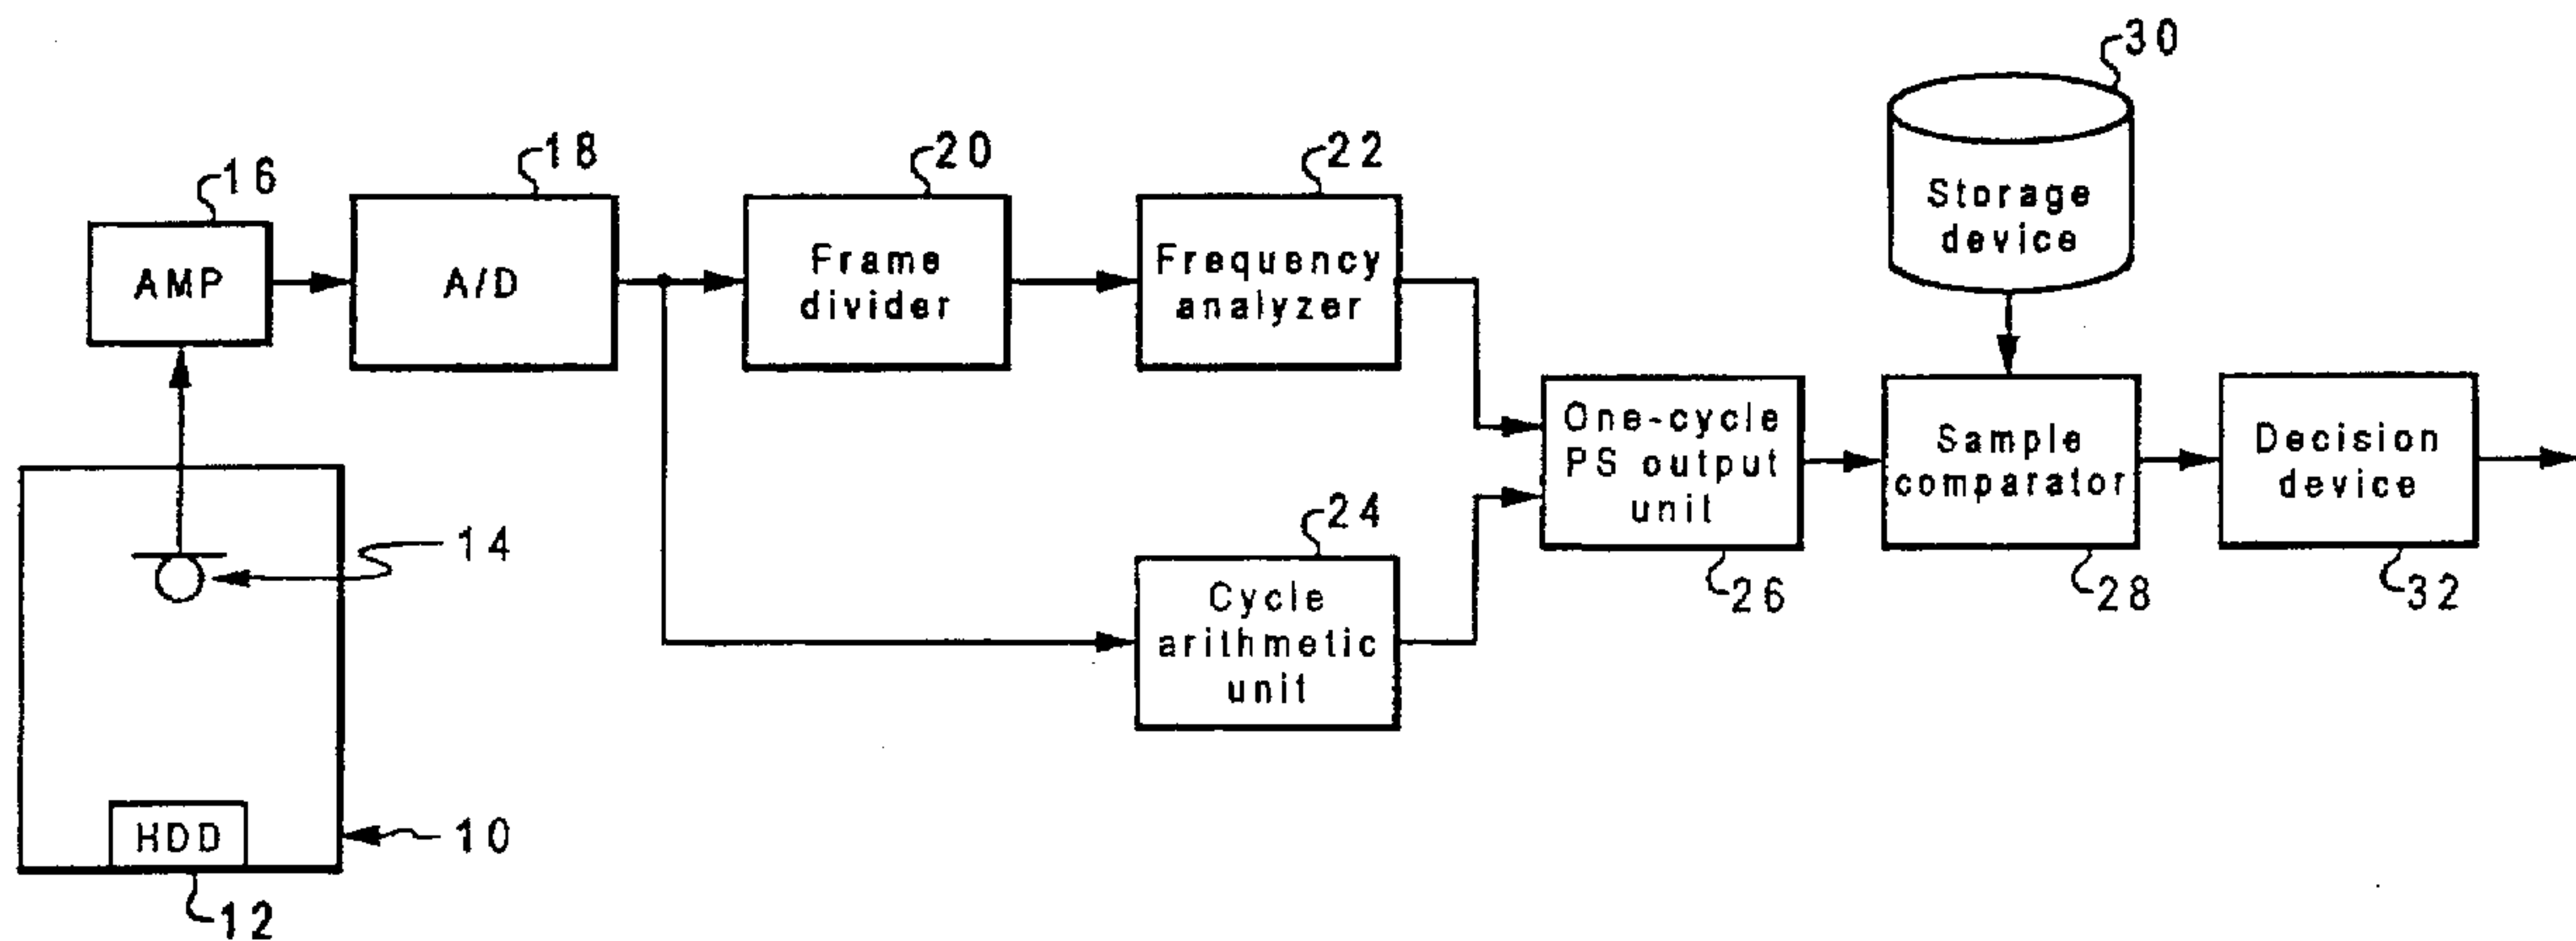 30
16
18
20
22
AMP
A/D
Frame
divider
Frequency
analyzer
Storage
device
14
24
One-cycle
PS output
unit
Sample
comparator
Decision
device
Cycle
arithmetic
unit
26
28
32
HDD
10
12